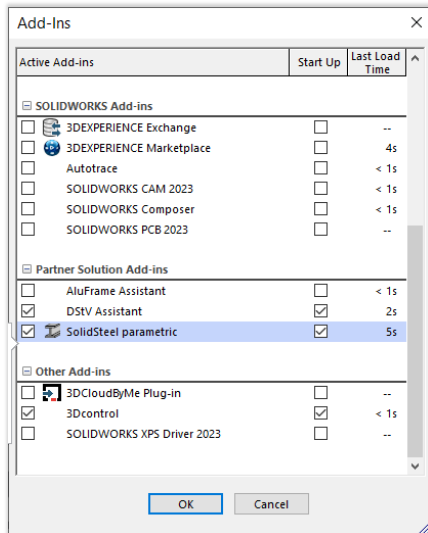 Add-Ins
Active Add-ins Start Up Last Load Time
SOLIDWORKS Add-ins
3DEXPERIENCE Exchange --
3DEXPERIENCE Marketplace 4s
Autotrace < 1s
SOLIDWORKS CAM 2023 < 1s
SOLIDWORKS Composer < 1s
SOLIDWORKS PCB 2023 --
Partner Solution Add-ins
AluFrame Assistant < 1s
DStV Assistant 2s
SolidSteel parametric 5s
Other Add-ins
3DCloudByMe Plug-in --
3Dcontrol < 1s
SOLIDWORKS XPS Driver 2023 --
OK Cancel